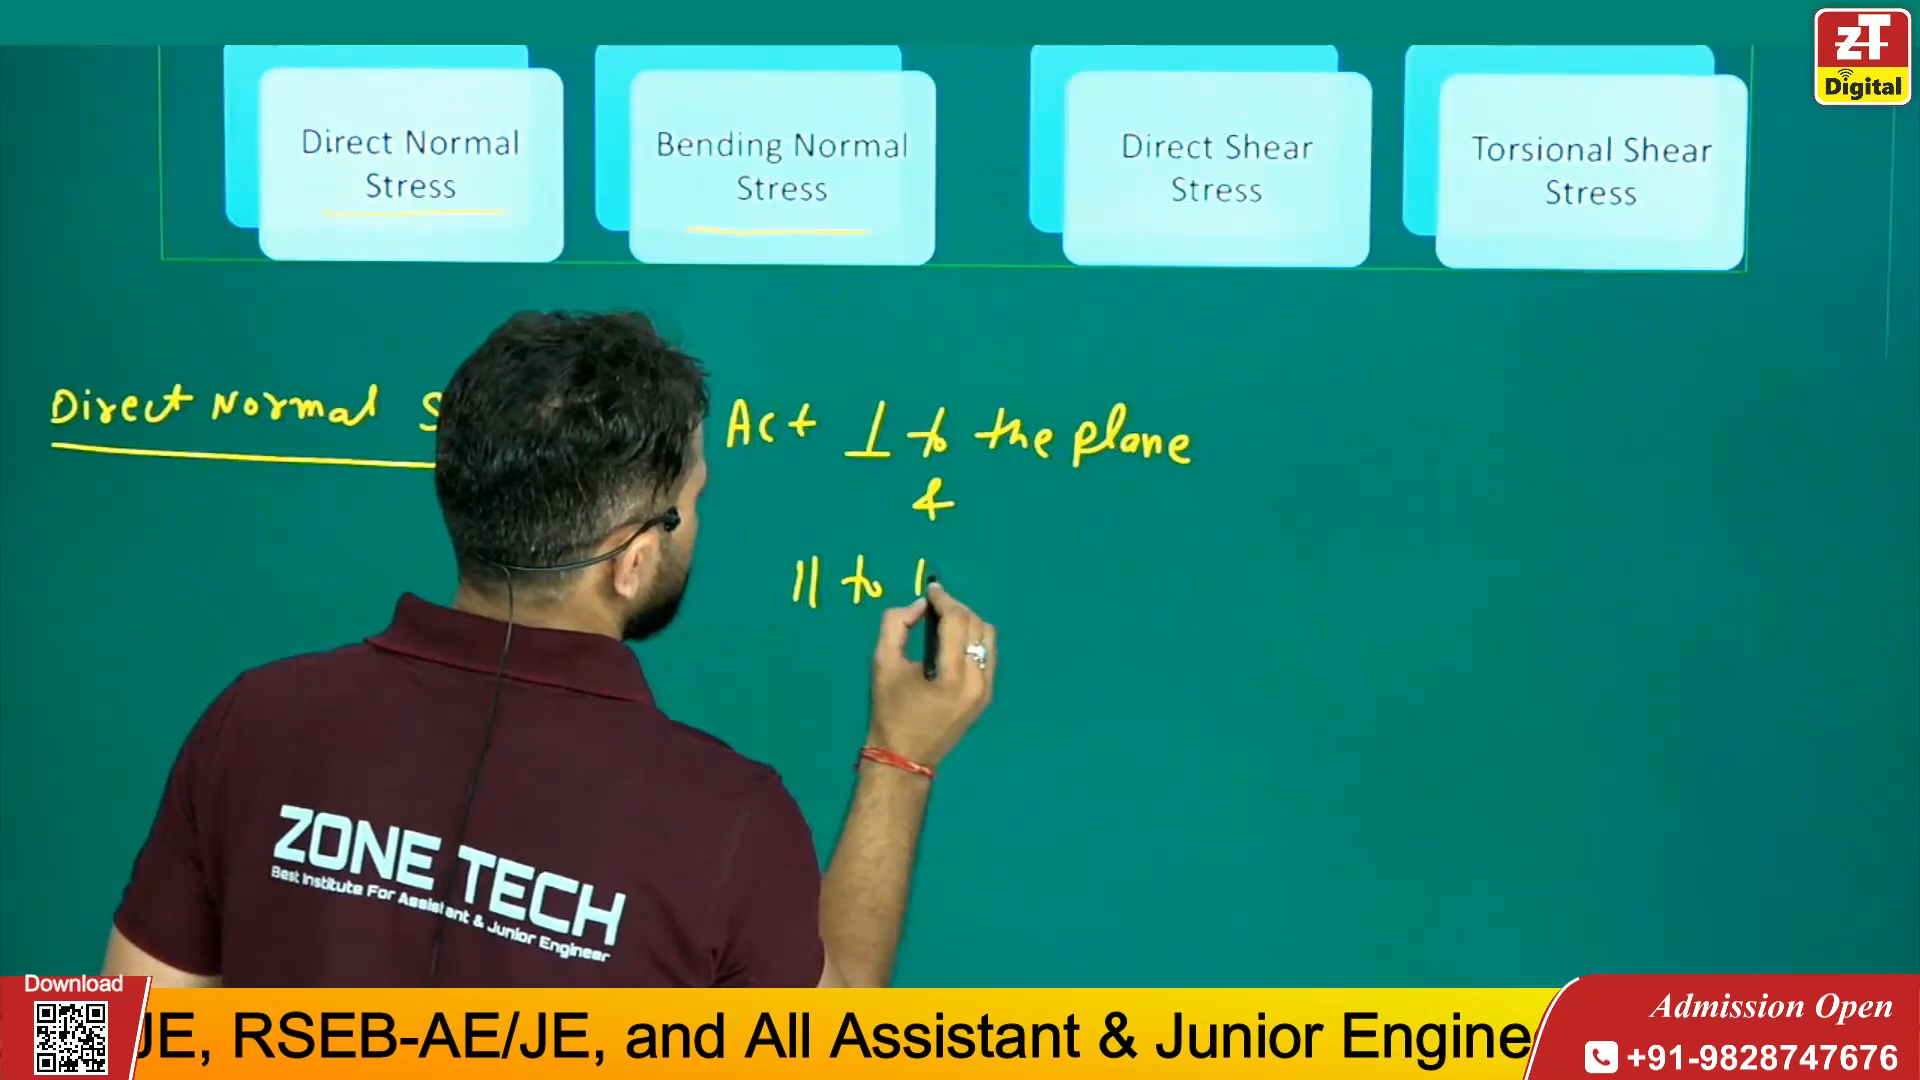 ZT
Digital
Direct Normal
Stress
Bending Normal
Stress
Direct Shear
Stress
Torsional Shear
Stress
Direct Normal S
Act ⊥ to the plane
&
11 to
ZONE TECH
Best Institute For Assistant & Junior Engineer
Download
JE, RSEB-AE/JE, and All Assistant & Junior Engine
Admission Open
+91-9828747676